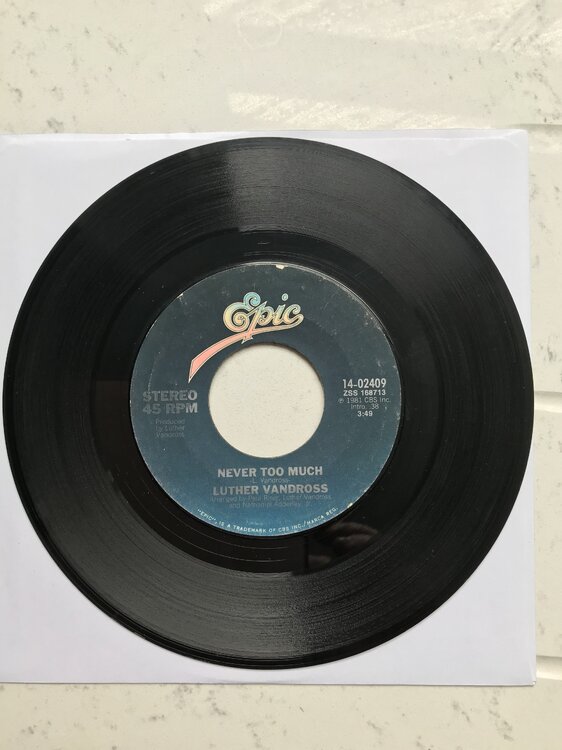 Epic
STEREO
45 RPM
Produced
by Luther
Vandross
14-02409
ZSS 168713
℗ 1981 CBS Inc.
Intro. :38
3:49
NEVER TOO MUCH
L. Vandross
LUTHER VANDROSS
Arranged by Paul Riser, Luther Vandross
and Nathaniel Adderley, Jr.
"EPIC" IS A TRADEMARK OF CBS INC./MARCA REG.